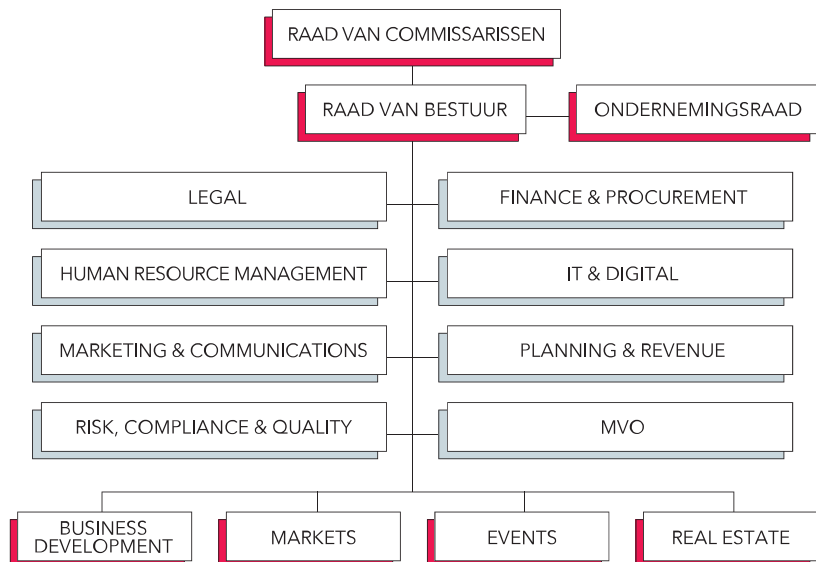 RAAD VAN COMMISSARISSEN
RAAD VAN BESTUUR
ONDERNEMINGSRAAD
LEGAL
FINANCE & PROCUREMENT
HUMAN RESOURCE MANAGEMENT
IT & DIGITAL
MARKETING & COMMUNICATIONS
PLANNING & REVENUE
RISK, COMPLIANCE & QUALITY
MVO
BUSINESS
DEVELOPMENT
MARKETS
EVENTS
REAL ESTATE